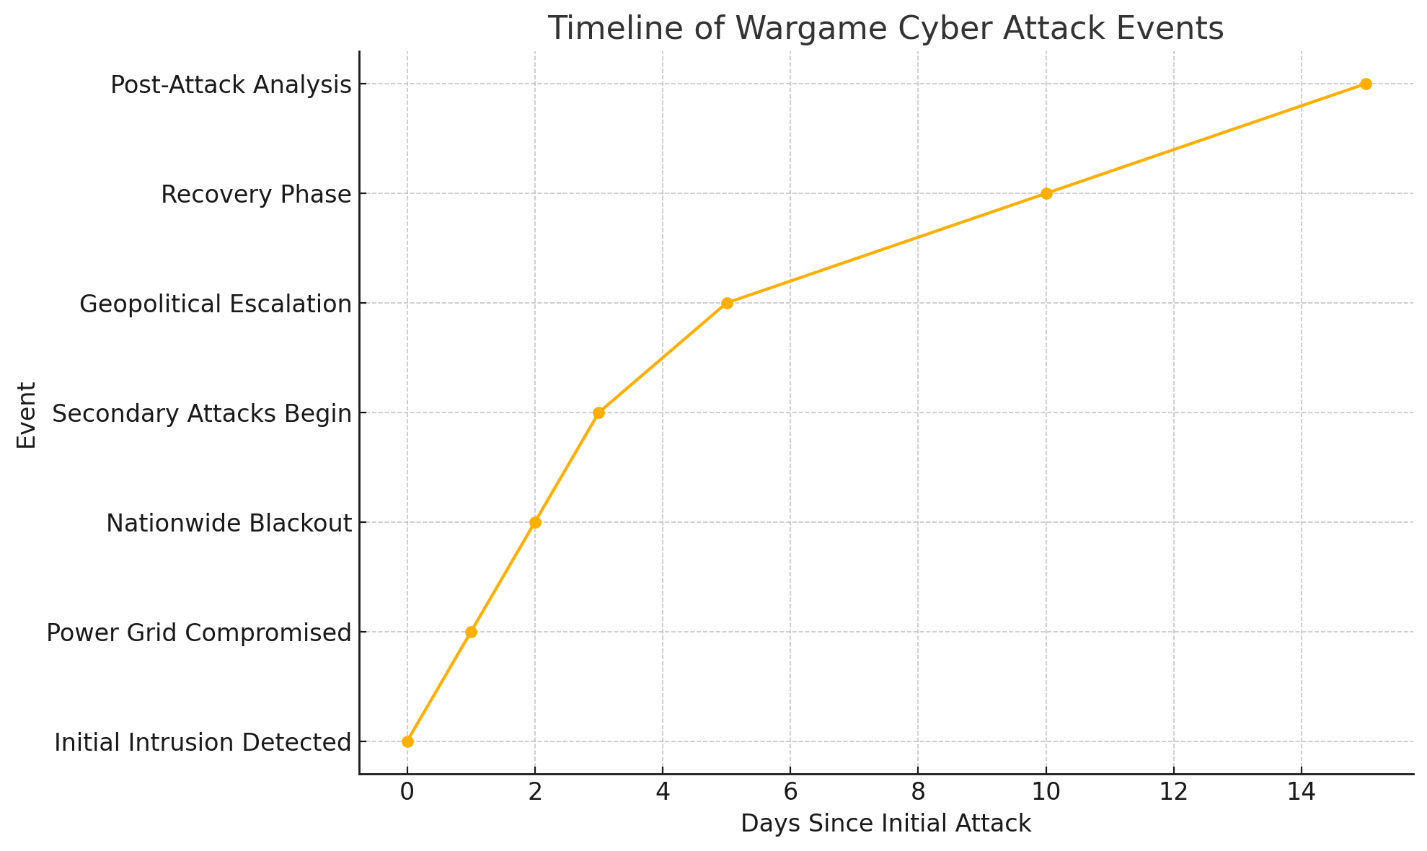 Timeline of Wargame Cyber Attack Events
Post-Attack Analysis
Recovery Phase
Geopolitical Escalation
Secondary Attacks Begin
Nationwide Blackout
Power Grid Compromised
Initial Intrusion Detected
Event
0 2 4 6 8 10 12 14
Days Since Initial Attack